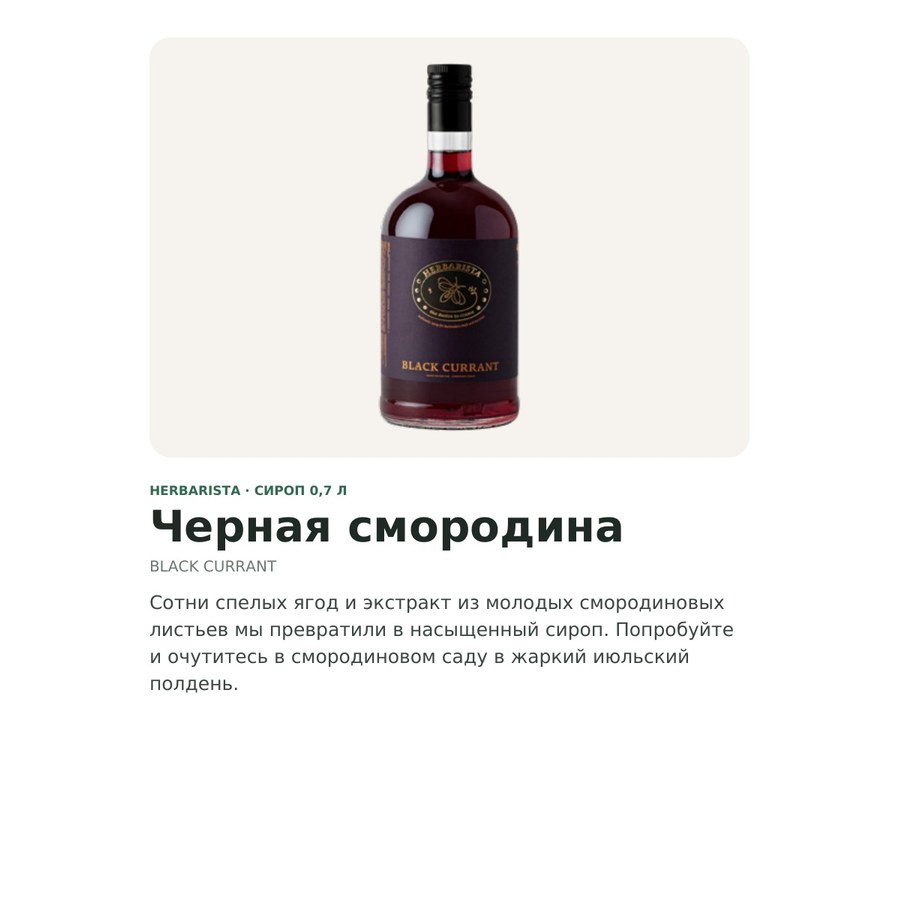 HERBARISTA
BLACK CURRANT
HERBARISTA · СИРОП 0,7 Л
Черная смородина
BLACK CURRANT
Сотни спелых ягод и экстракт из молодых смородиновых
листьев мы превратили в насыщенный сироп. Попробуйте
и очутитесь в смородиновом саду в жаркий июльский
полдень.